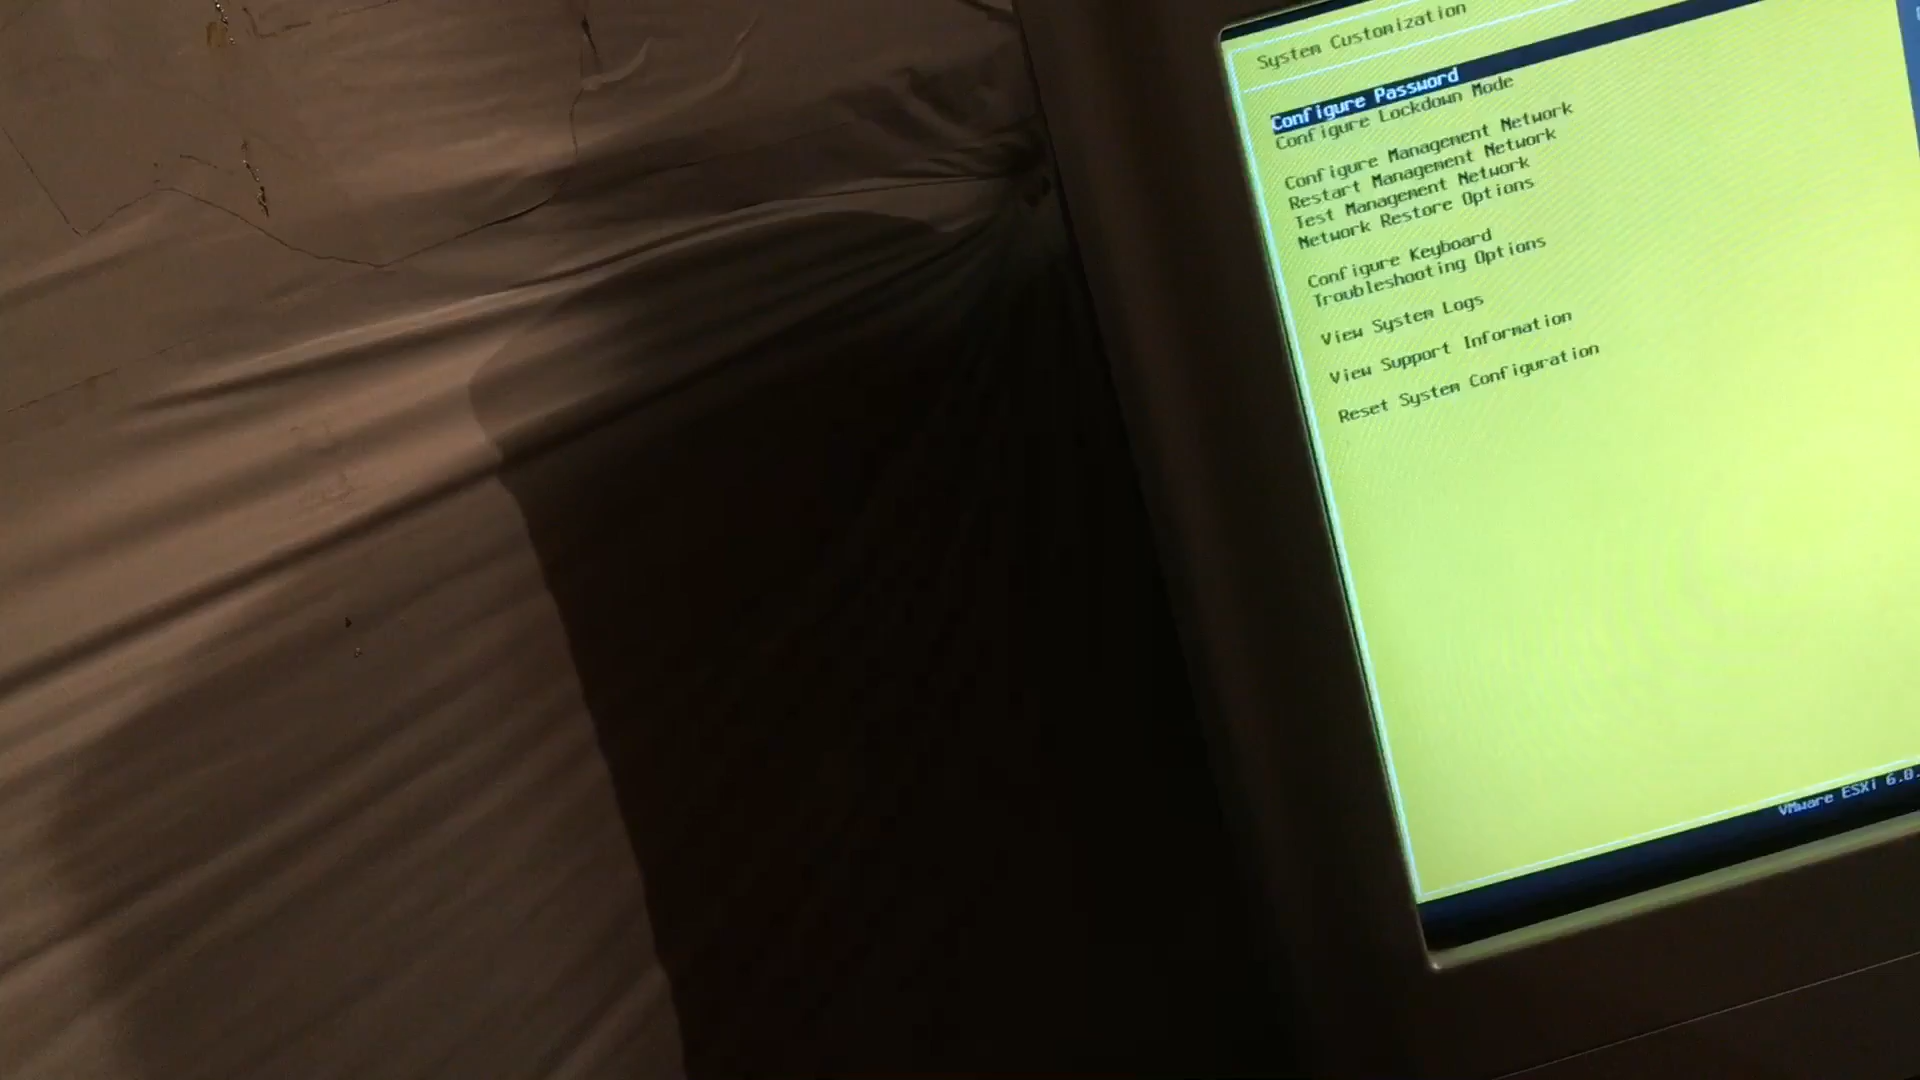 System Customization
Configure Password
Configure Lockdown Mode
Configure Management Network
Restart Management Network
Test Management Network
Network Restore Options
Configure Keyboard
Troubleshooting Options
View System Logs
View Support Information
Reset System Configuration
VMware ESXi 6.0.